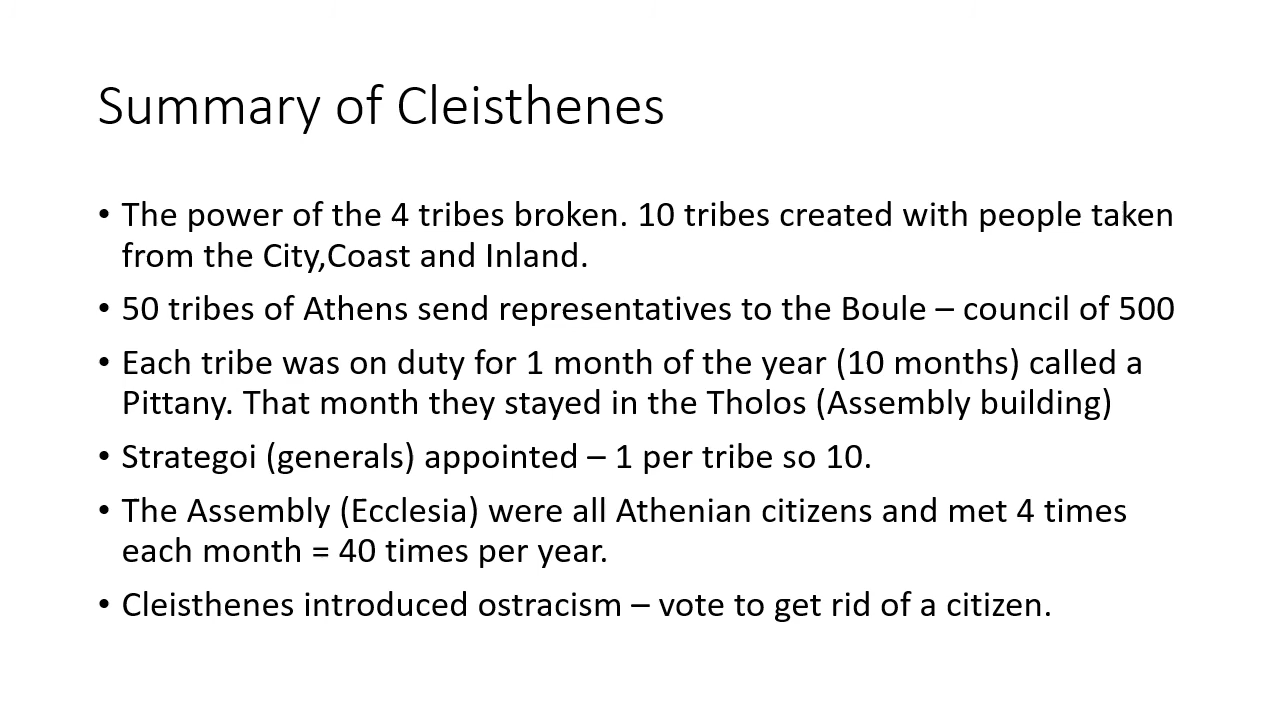 Summary of Cleisthenes
• The power of the 4 tribes broken. 10 tribes created with people taken
from the City,Coast and Inland.
• 50 tribes of Athens send representatives to the Boule – council of 500
• Each tribe was on duty for 1 month of the year (10 months) called a
Pittany. That month they stayed in the Tholos (Assembly building)
• Strategoi (generals) appointed – 1 per tribe so 10.
• The Assembly (Ecclesia) were all Athenian citizens and met 4 times
each month = 40 times per year.
• Cleisthenes introduced ostracism – vote to get rid of a citizen.